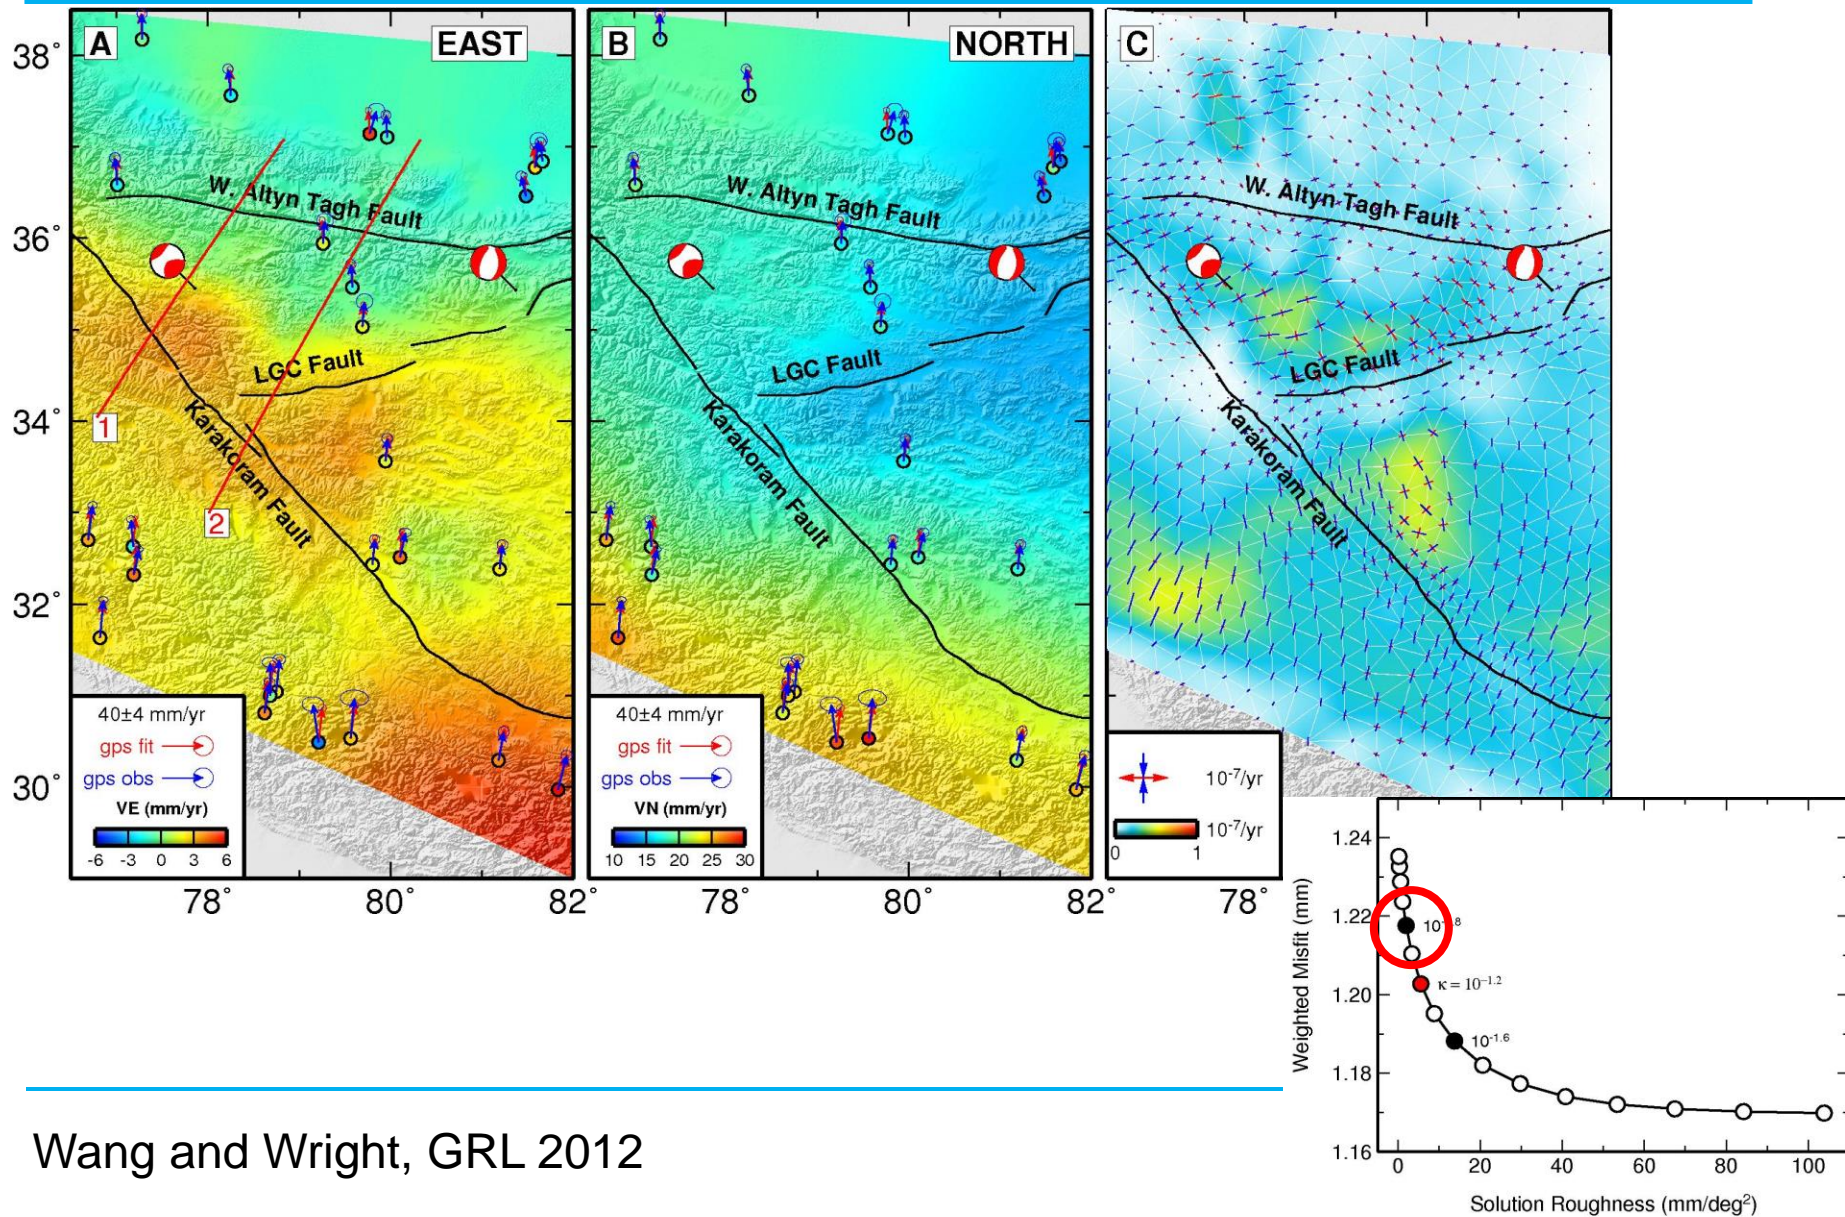 A
EAST
B
NORTH
C
38°
36°
34°
32°
30°
W. Altyn Tagh Fault
LGC Fault
Karakoram Fault
1
2
W. Altyn Tagh Fault
LGC Fault
Karakoram Fault
W. Altyn Tagh Fault
LGC Fault
Karakoram Fault
40±4 mm/yr
gps fit
gps obs
VE (mm/yr)
-6 -3 0 3 6
40±4 mm/yr
gps fit
gps obs
VN (mm/yr)
10 15 20 25 30
10⁻⁷/yr
10⁻⁷/yr
0 1
78° 80° 82
78° 80° 82
78°
1.24
1.22
1.20
1.18
1.16
Weighted Misfit (mm)
κ = 10⁻¹·²
10⁻¹·⁶
0 20 40 60 80 100
Solution Roughness (mm/deg²)
Wang and Wright, GRL 2012